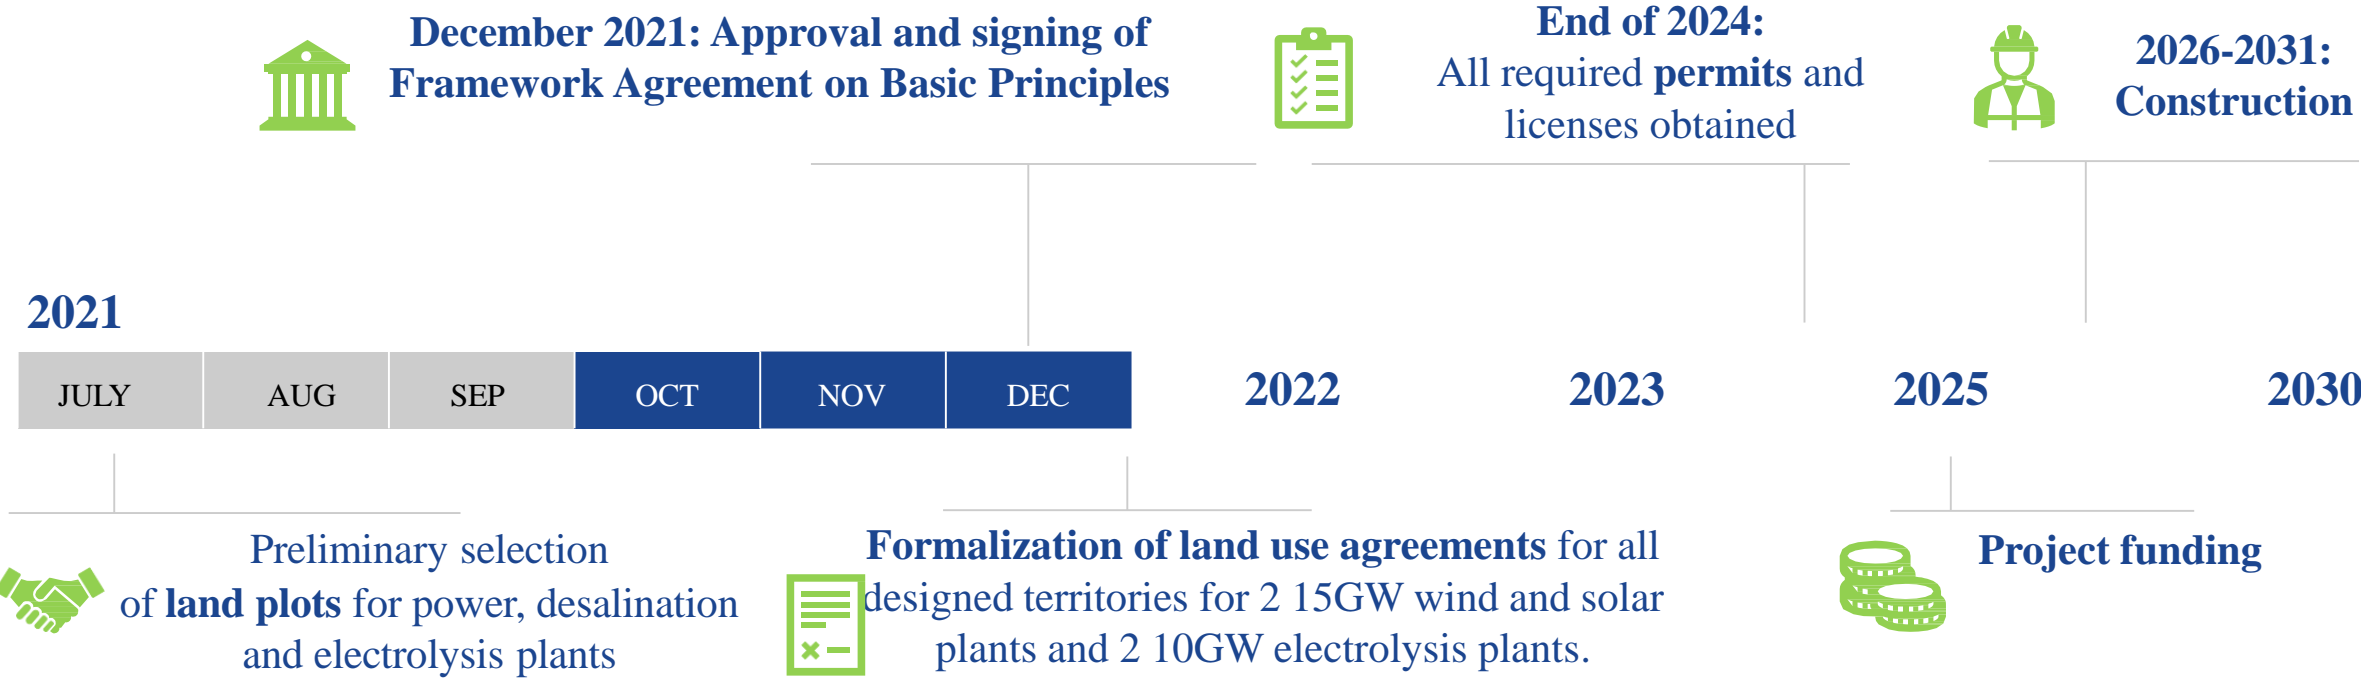 December 2021: Approval and signing of
Framework Agreement on Basic Principles
End of 2024:
All required permits and
licenses obtained
2026-2031:
Construction
2021
JULY
AUG
SEP
OCT
NOV
DEC
2022
2023
2025
2030
Preliminary selection
of land plots for power, desalination
and electrolysis plants
Formalization of land use agreements for all
designed territories for 2 15GW wind and solar
plants and 2 10GW electrolysis plants.
Project funding